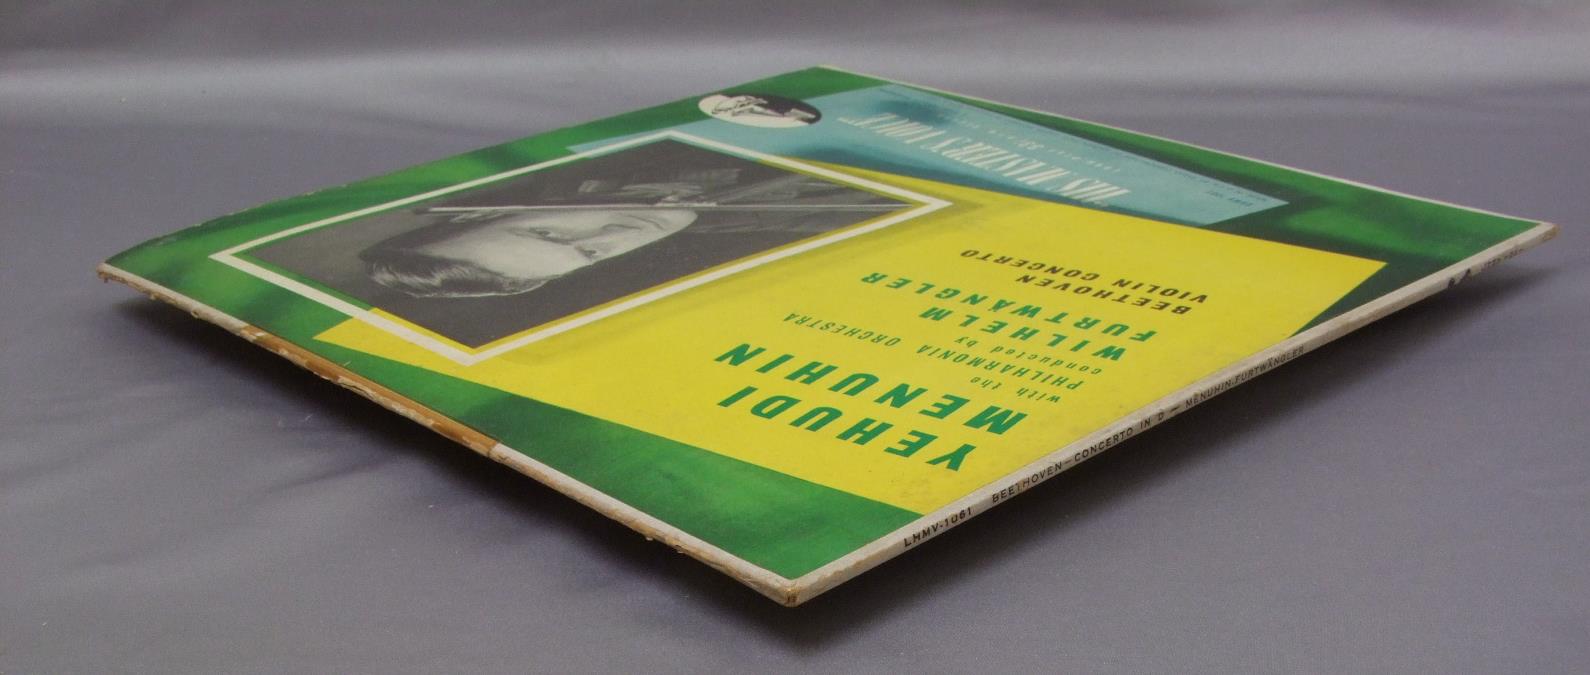 "HIS MASTER'S VOICE"
YEHUDI
MENUHIN
with the
PHILHARMONIA ORCHESTRA
conducted by
WILHELM
FURTWÄNGLER
BEETHOVEN
VIOLIN CONCERTO
LHMV-1061 BEETHOVEN—CONCERTO IN D — MENUHIN-FURTWÄNGLER